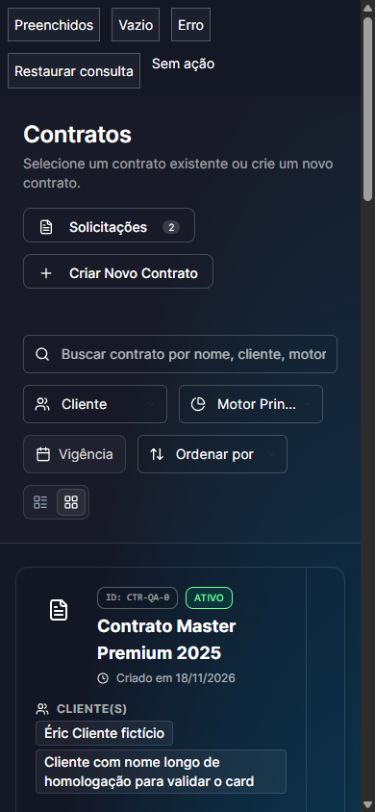 Preenchidos Vazio Erro
Restaurar consulta Sem ação
Contratos
Selecione um contrato existente ou crie um novo
contrato.
Solicitações 2
Criar Novo Contrato
Buscar contrato por nome, cliente, motor
Cliente Motor Prin...
Vigência Ordenar por
ID: CTR-QA-0 ATIVO
Contrato Master
Premium 2025
Criado em 18/11/2026
CLIENTE(S)
Éric Cliente fictício
Cliente com nome longo de
homologação para validar o card